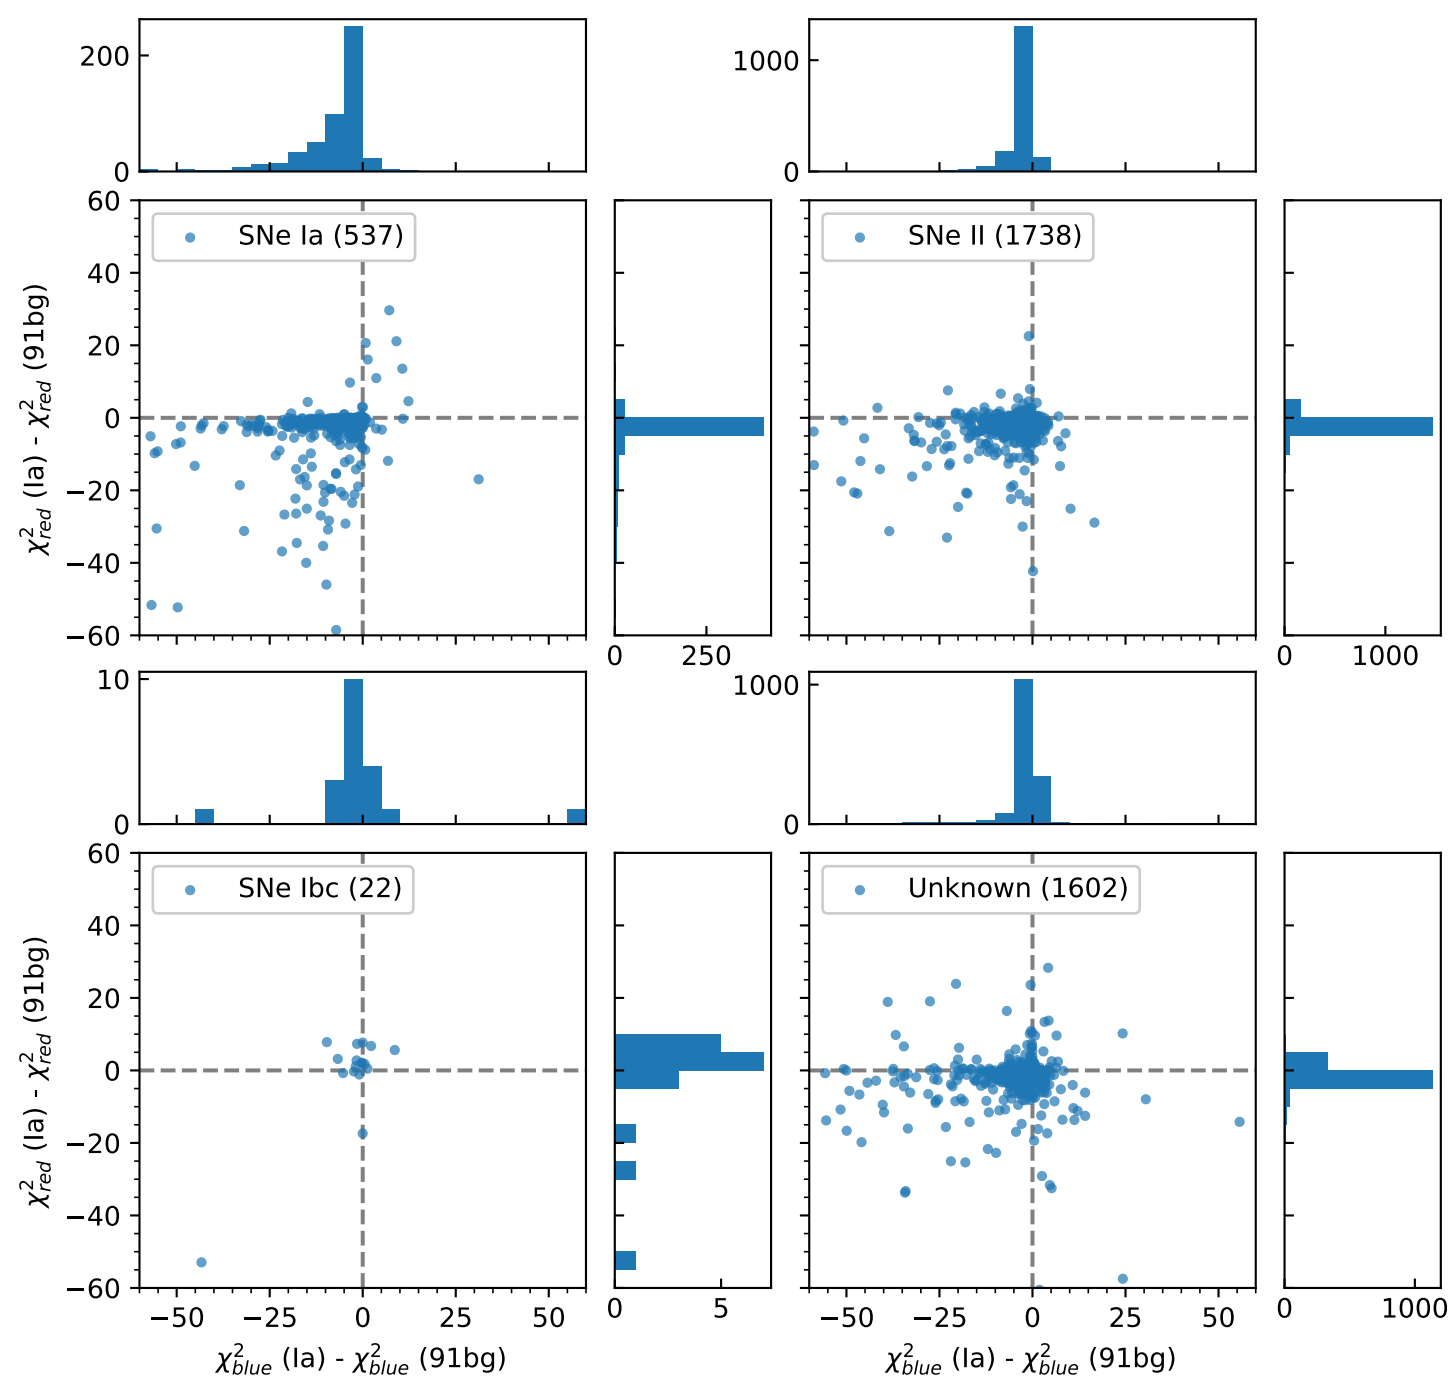 200
0
1000
0
60
40
20
0
−20
−40
−60
SNe Ia (537)
SNe II (1738)
χ²red (Ia) - χ²red (91bg)
0 250
0 1000
10
0
1000
0
60
40
20
0
−20
−40
−60
SNe Ibc (22)
Unknown (1602)
χ²red (Ia) - χ²red (91bg)
−50 −25 0 25 50
0 5
−50 −25 0 25 50
0 1000
χ²blue (Ia) - χ²blue (91bg)
χ²blue (Ia) - χ²blue (91bg)